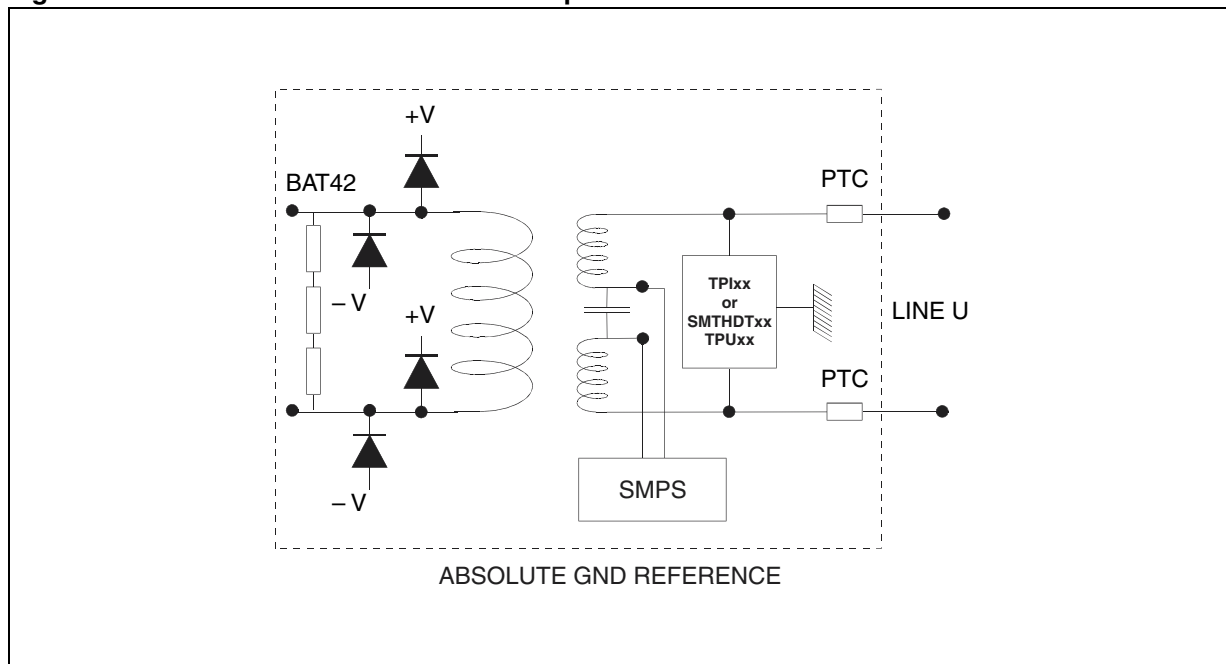 +V
BAT42
PTC
– V
+V
TPIxx
or
SMTHDTxx
TPUxx
LINE U
PTC
– V
SMPS
ABSOLUTE GND REFERENCE